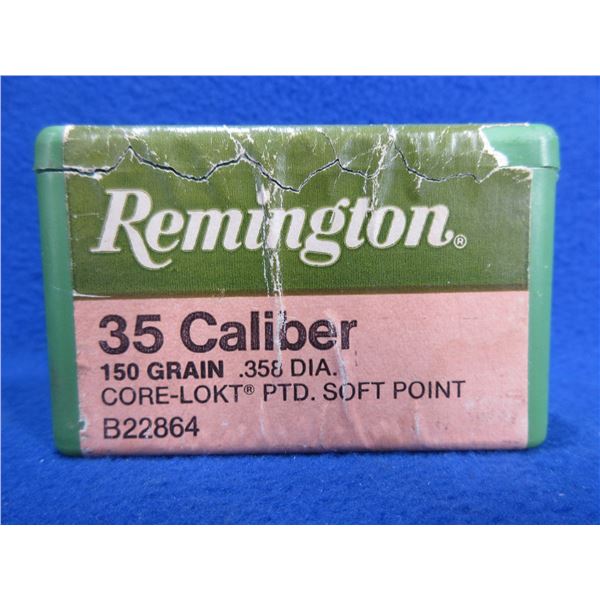 Remington®
35 Caliber
150 GRAIN .358 DIA.
CORE-LOKT® PTD. SOFT POINT
B22864